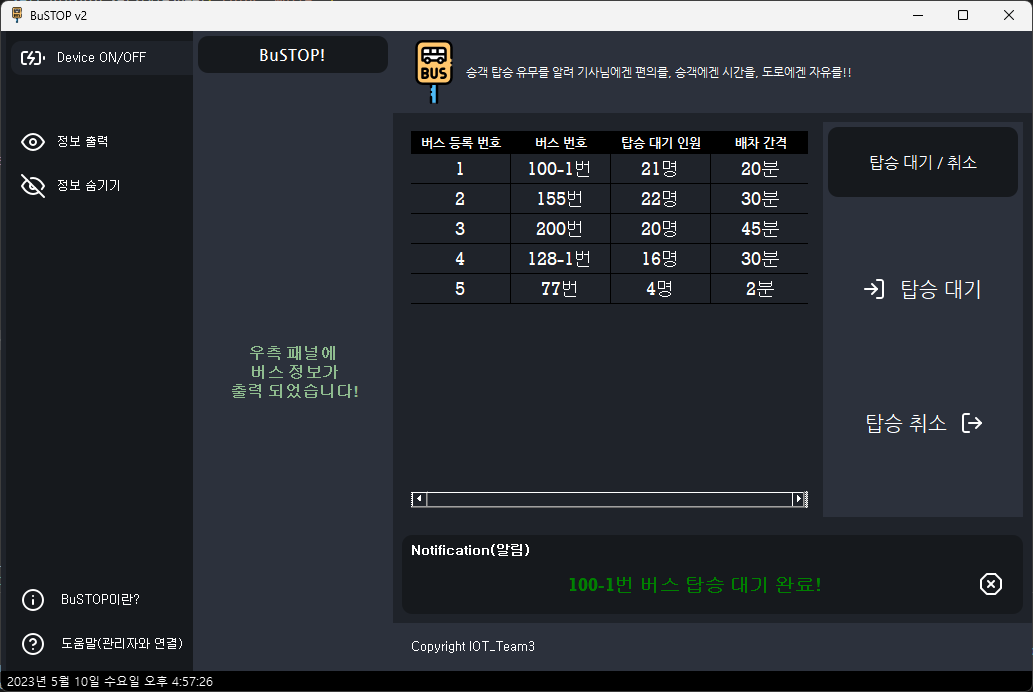 BuSTOP v2
Device ON/OFF
정보 출력
정보 숨기기
BuSTOP이란?
도움말(관리자와 연결)
BuSTOP!
우측 패널에
버스 정보가
출력 되었습니다!
BUS
승객 탑승 유무를 알려 기사님에겐 편의를, 승객에겐 시간을, 도로에겐 자유를!!
버스 등록 번호 버스 번호 탑승 대기 인원 배차 간격
1 100-1번 21명 20분
2 155번 22명 30분
3 200번 20명 45분
4 128-1번 16명 30분
5 77번 4명 2분
탑승 대기 / 취소
탑승 대기
탑승 취소
Notification(알림)
100-1번 버스 탑승 대기 완료!
Copyright IOT_Team3
2023년 5월 10일 수요일 오후 4:57:26